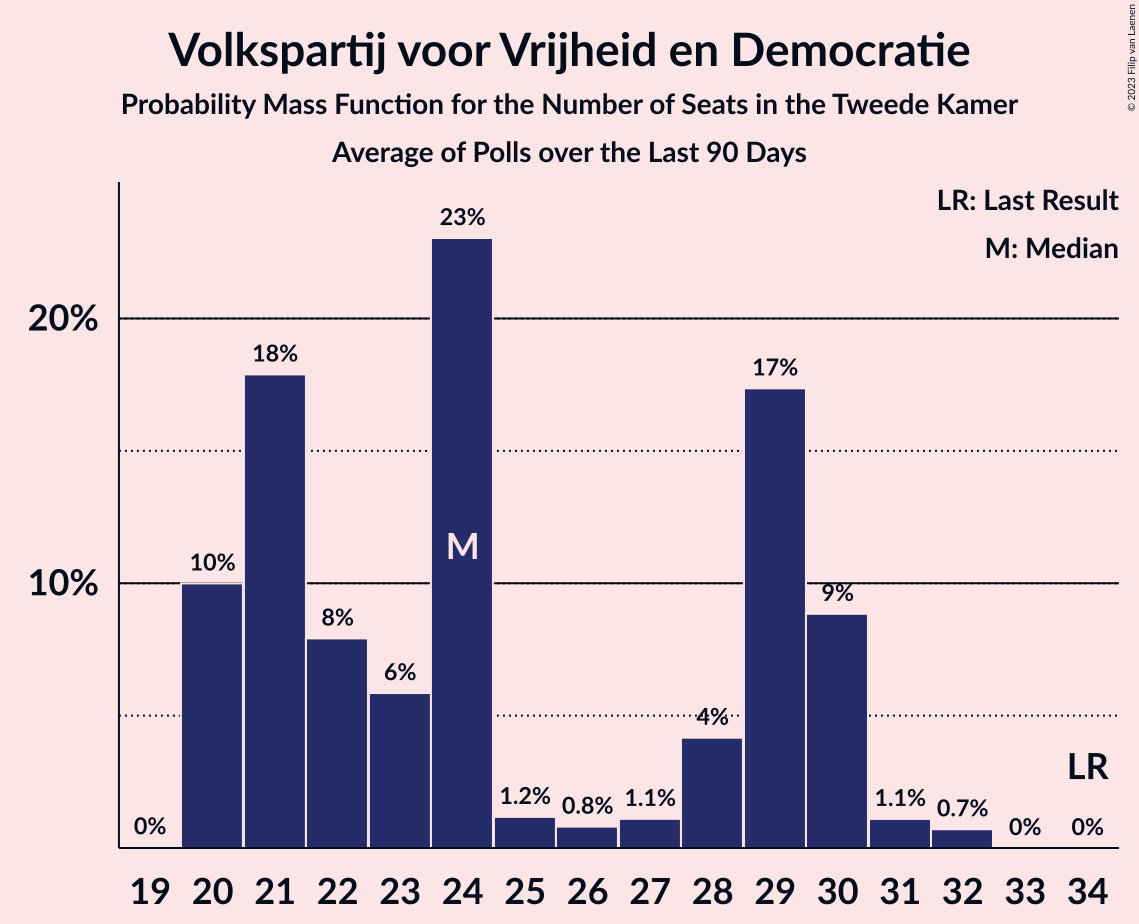 Volkspartij voor Vrijheid en Democratie
Probability Mass Function for the Number of Seats in the Tweede Kamer
Average of Polls over the Last 90 Days
© 2023 Filip van Laenen
LR: Last Result
M: Median
20%
10%
0%
10%
18%
8%
6%
23%
M
1.2%
0.8%
1.1%
4%
17%
9%
1.1%
0.7%
0%
LR
0%
19 20 21 22 23 24 25 26 27 28 29 30 31 32 33 34